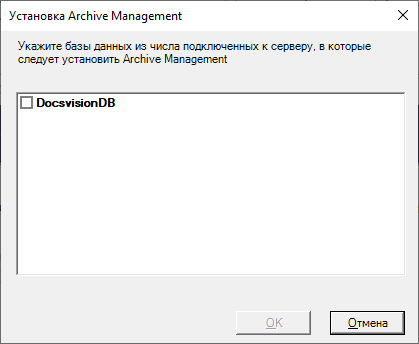 Установка Archive Management
Укажите базы данных из числа подключенных к серверу, в которые
следует установить Archive Management
DocsvisionDB
OK
Отмена